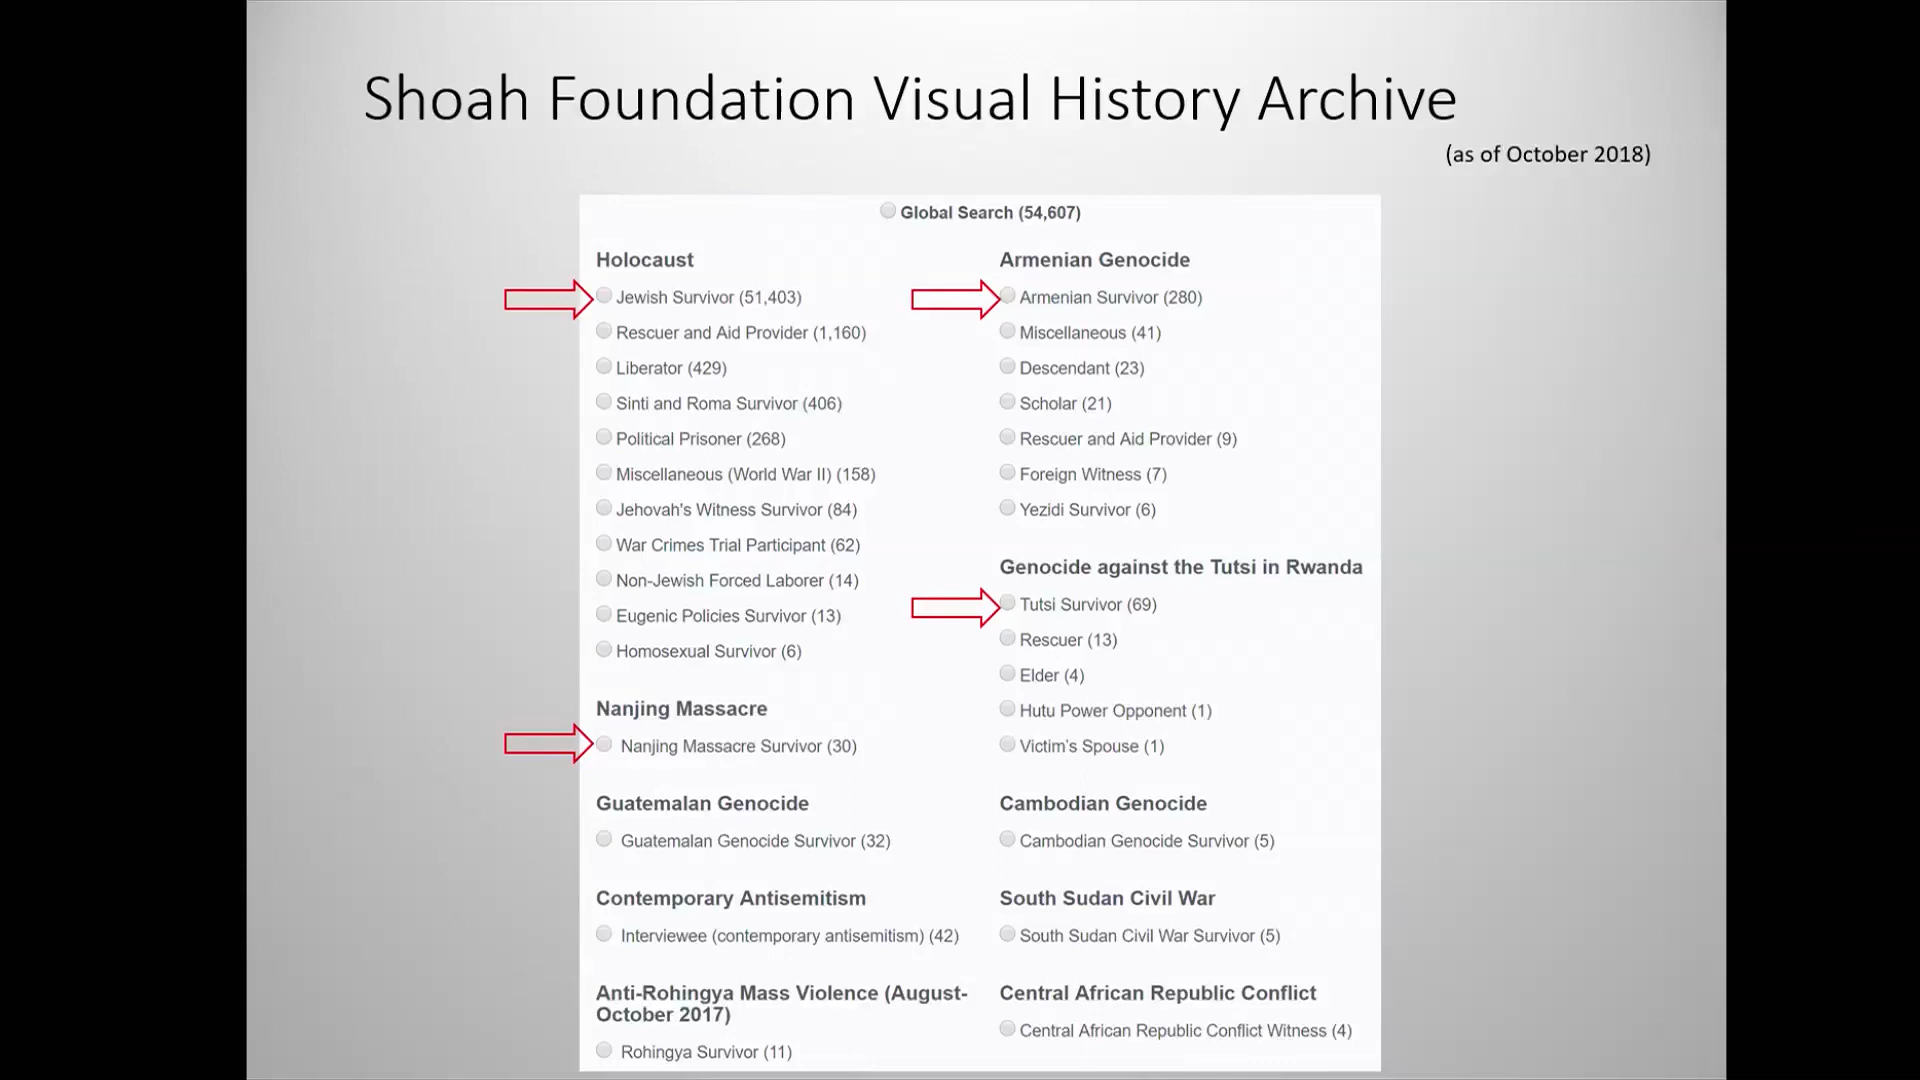 Shoah Foundation Visual History Archive
(as of October 2018)
Global Search (54,607)
Holocaust
Jewish Survivor (51,403)
Rescuer and Aid Provider (1,160)
Liberator (429)
Sinti and Roma Survivor (406)
Political Prisoner (268)
Miscellaneous (World War II) (158)
Jehovah's Witness Survivor (84)
War Crimes Trial Participant (62)
Non-Jewish Forced Laborer (14)
Eugenic Policies Survivor (13)
Homosexual Survivor (6)
Nanjing Massacre
Nanjing Massacre Survivor (30)
Guatemalan Genocide
Guatemalan Genocide Survivor (32)
Contemporary Antisemitism
Interviewee (contemporary antisemitism) (42)
Anti-Rohingya Mass Violence (August-
October 2017)
Rohingya Survivor (11)
Armenian Genocide
Armenian Survivor (280)
Miscellaneous (41)
Descendant (23)
Scholar (21)
Rescuer and Aid Provider (9)
Foreign Witness (7)
Yezidi Survivor (6)
Genocide against the Tutsi in Rwanda
Tutsi Survivor (69)
Rescuer (13)
Elder (4)
Hutu Power Opponent (1)
Victim's Spouse (1)
Cambodian Genocide
Cambodian Genocide Survivor (5)
South Sudan Civil War
South Sudan Civil War Survivor (5)
Central African Republic Conflict
Central African Republic Conflict Witness (4)